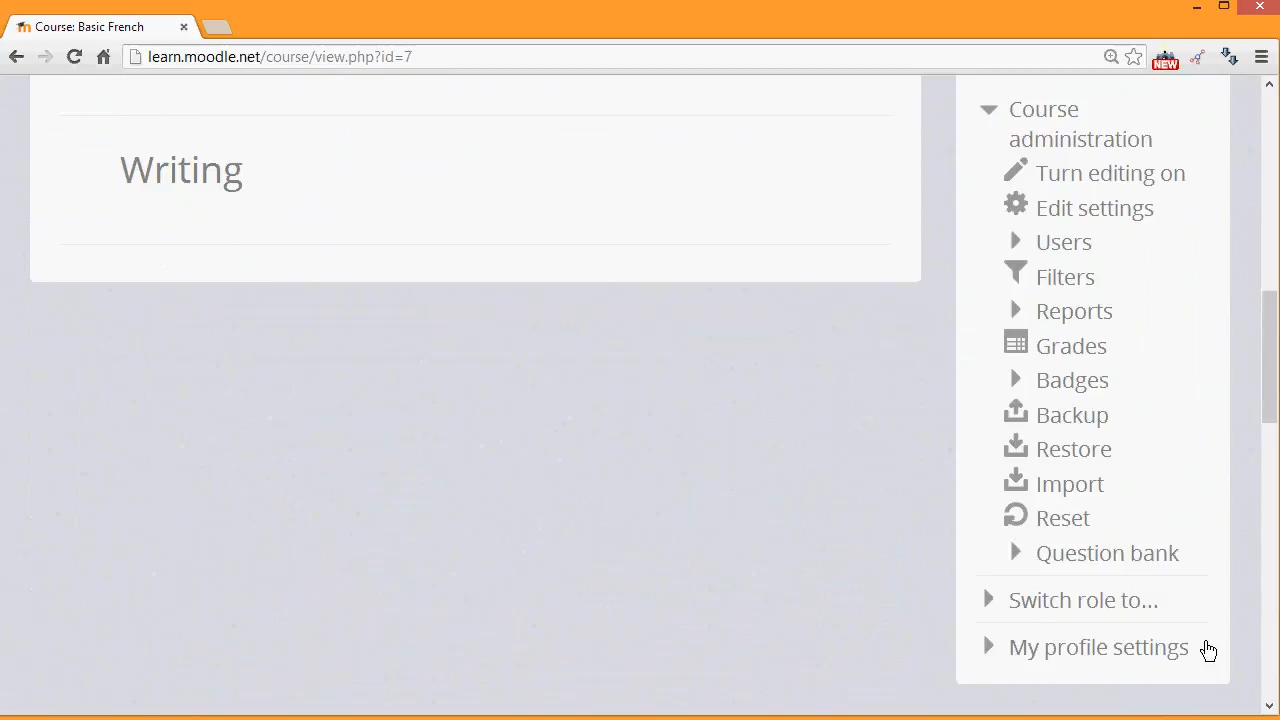 Course: Basic French
learn.moodle.net/course/view.php?id=7
NEW
Writing
Course
administration
Turn editing on
Edit settings
Users
Filters
Reports
Grades
Badges
Backup
Restore
Import
Reset
Question bank
Switch role to...
My profile settings